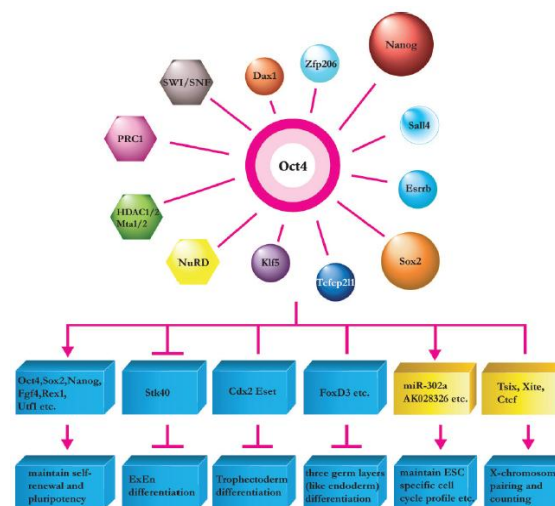 Nanog
Zfp206
Dax1
SWI/SNF
Sall4
PRC1
Oct4
Esrrb
HDAC1/2
Mta1/2
NuRD
Klf5
Tcfcp2l1
Sox2
Oct4,Sox2,Nanog,
Fgf4,Rex1,
Utf1 etc.
Stk40
Cdx2 Eset
FoxD3 etc.
miR-302a
AK028326 etc.
Tsix, Xite,
Ctcf
maintain self-
renewal and
pluripotency
ExEn
differentiation
Trophectoderm
differentiation
three germ layers
(like endoderm)
differentiation
maintain ESC
specific cell
cycle profile etc.
X-chromosom
pairing and
counting